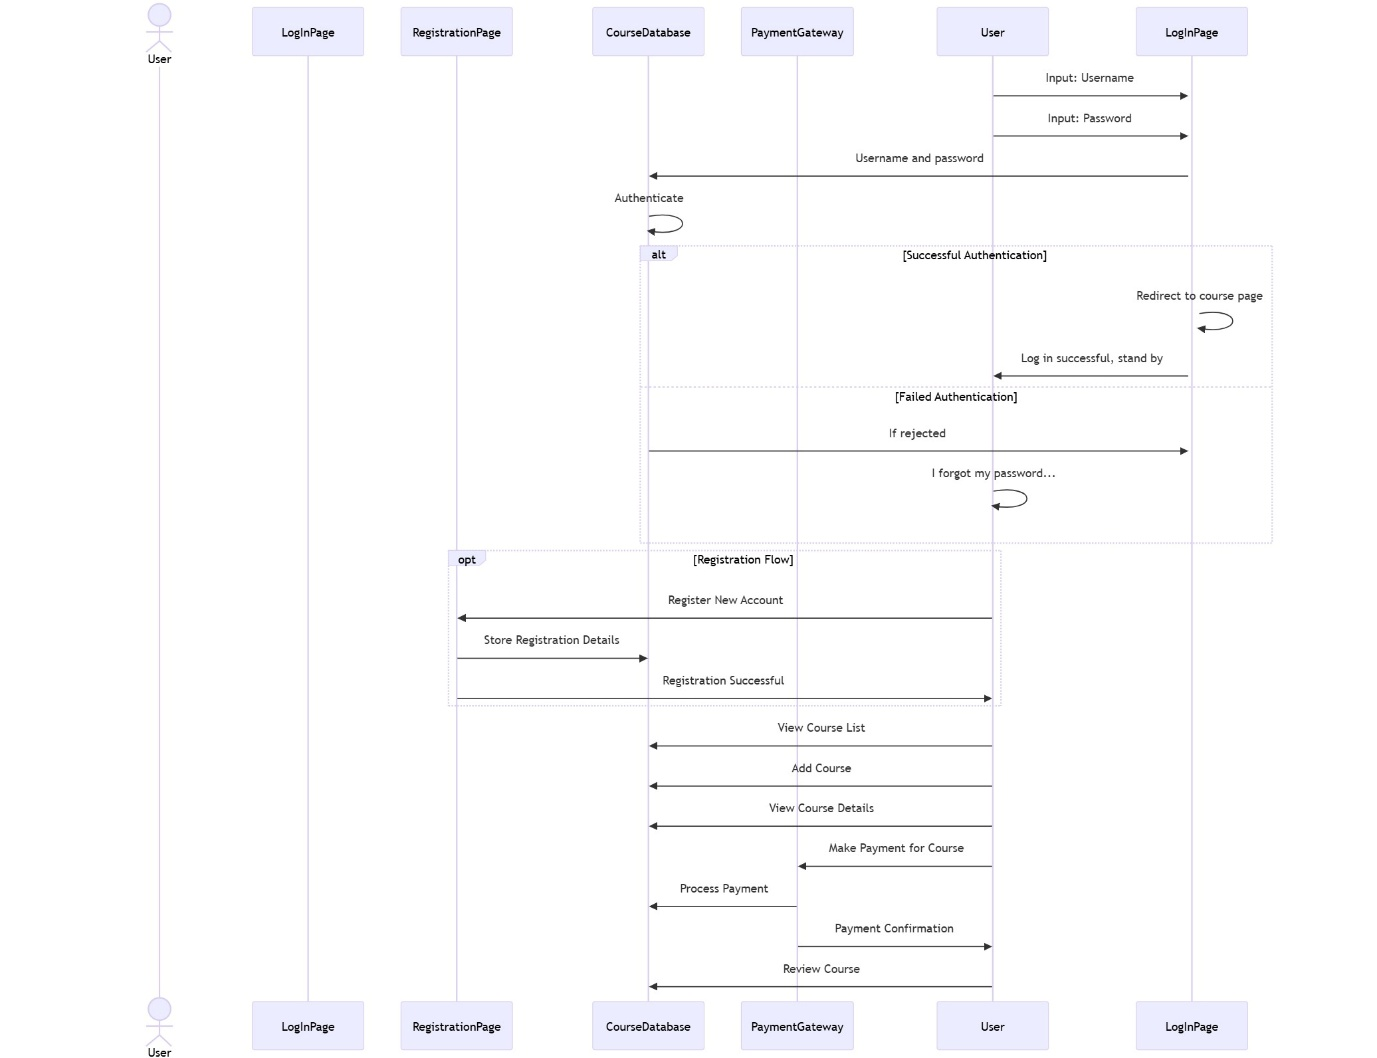 User
LogInPage
RegistrationPage
CourseDatabase
PaymentGateway
User
LogInPage
Input: Username
Input: Password
Username and password
Authenticate
alt
[Successful Authentication]
Redirect to course page
Log in successful, stand by
[Failed Authentication]
If rejected
I forgot my password...
opt
[Registration Flow]
Register New Account
Store Registration Details
Registration Successful
View Course List
Add Course
View Course Details
Make Payment for Course
Process Payment
Payment Confirmation
Review Course
User
LogInPage
RegistrationPage
CourseDatabase
PaymentGateway
User
LogInPage